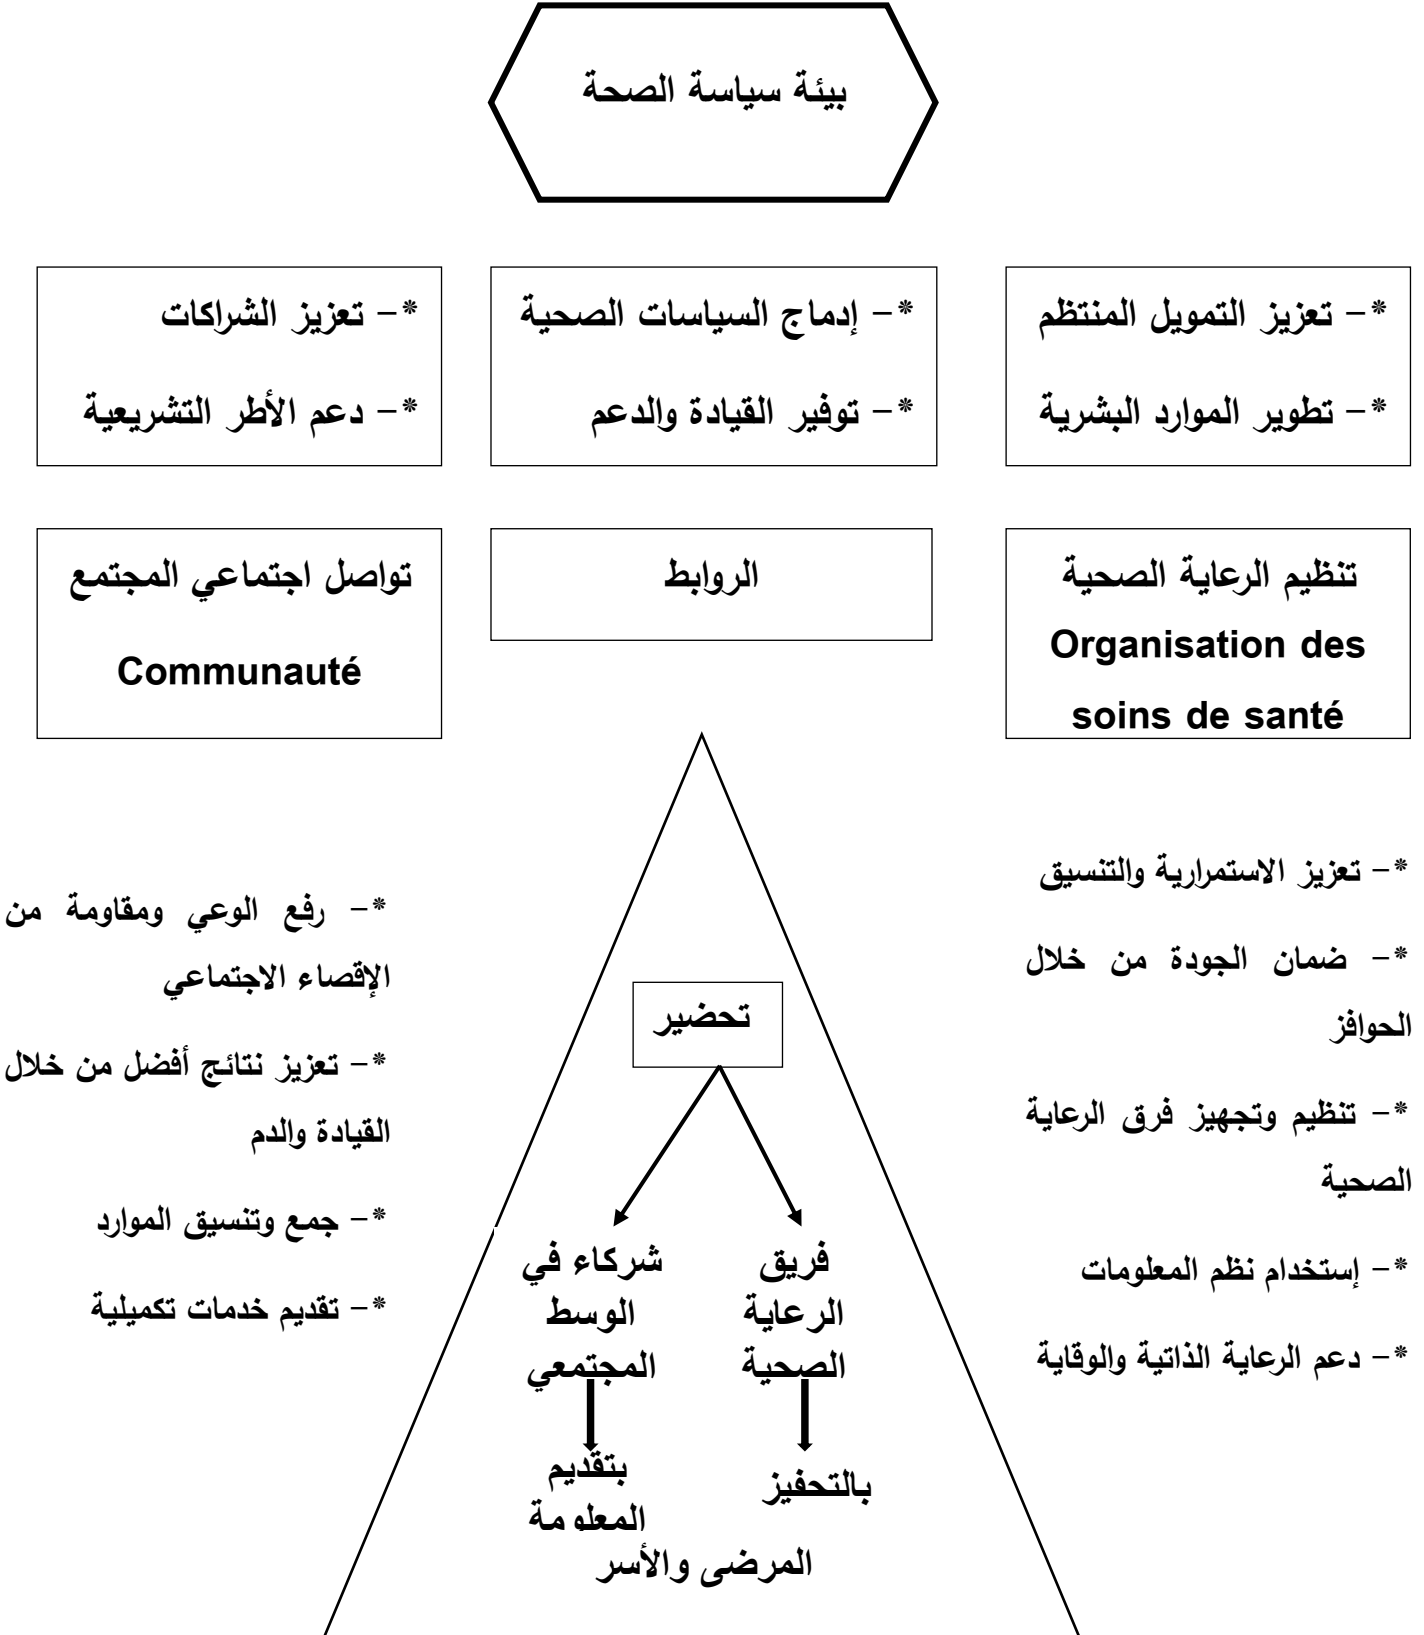 بيئة سياسة الصحة
*– تعزيز التمويل المنتظم
*– تطوير الموارد البشرية
*– إدماج السياسات الصحية
*– توفير القيادة والدعم
*– تعزيز الشراكات
*– دعم الأطر التشريعية
تنظيم الرعاية الصحية
Organisation des
soins de santé
الروابط
تواصل اجتماعي المجتمع
Communauté
*– تعزيز الاستمرارية والتنسيق
*– ضمان الجودة من خلال
الحوافز
*– تنظيم وتجهيز فرق الرعاية
الصحية
*– إستخدام نظم المعلومات
*– دعم الرعاية الذاتية والوقاية
تحضير
فريق
الرعاية
الصحية
بالتحفيز
شركاء في
الوسط
المجتمعي
بتقديم
المعلومة
المرضى والأسر
*– رفع الوعي ومقاومة من
الإقصاء الاجتماعي
*– تعزيز نتائج أفضل من خلال
القيادة والدم
*– جمع وتنسيق الموارد
*– تقديم خدمات تكميلية